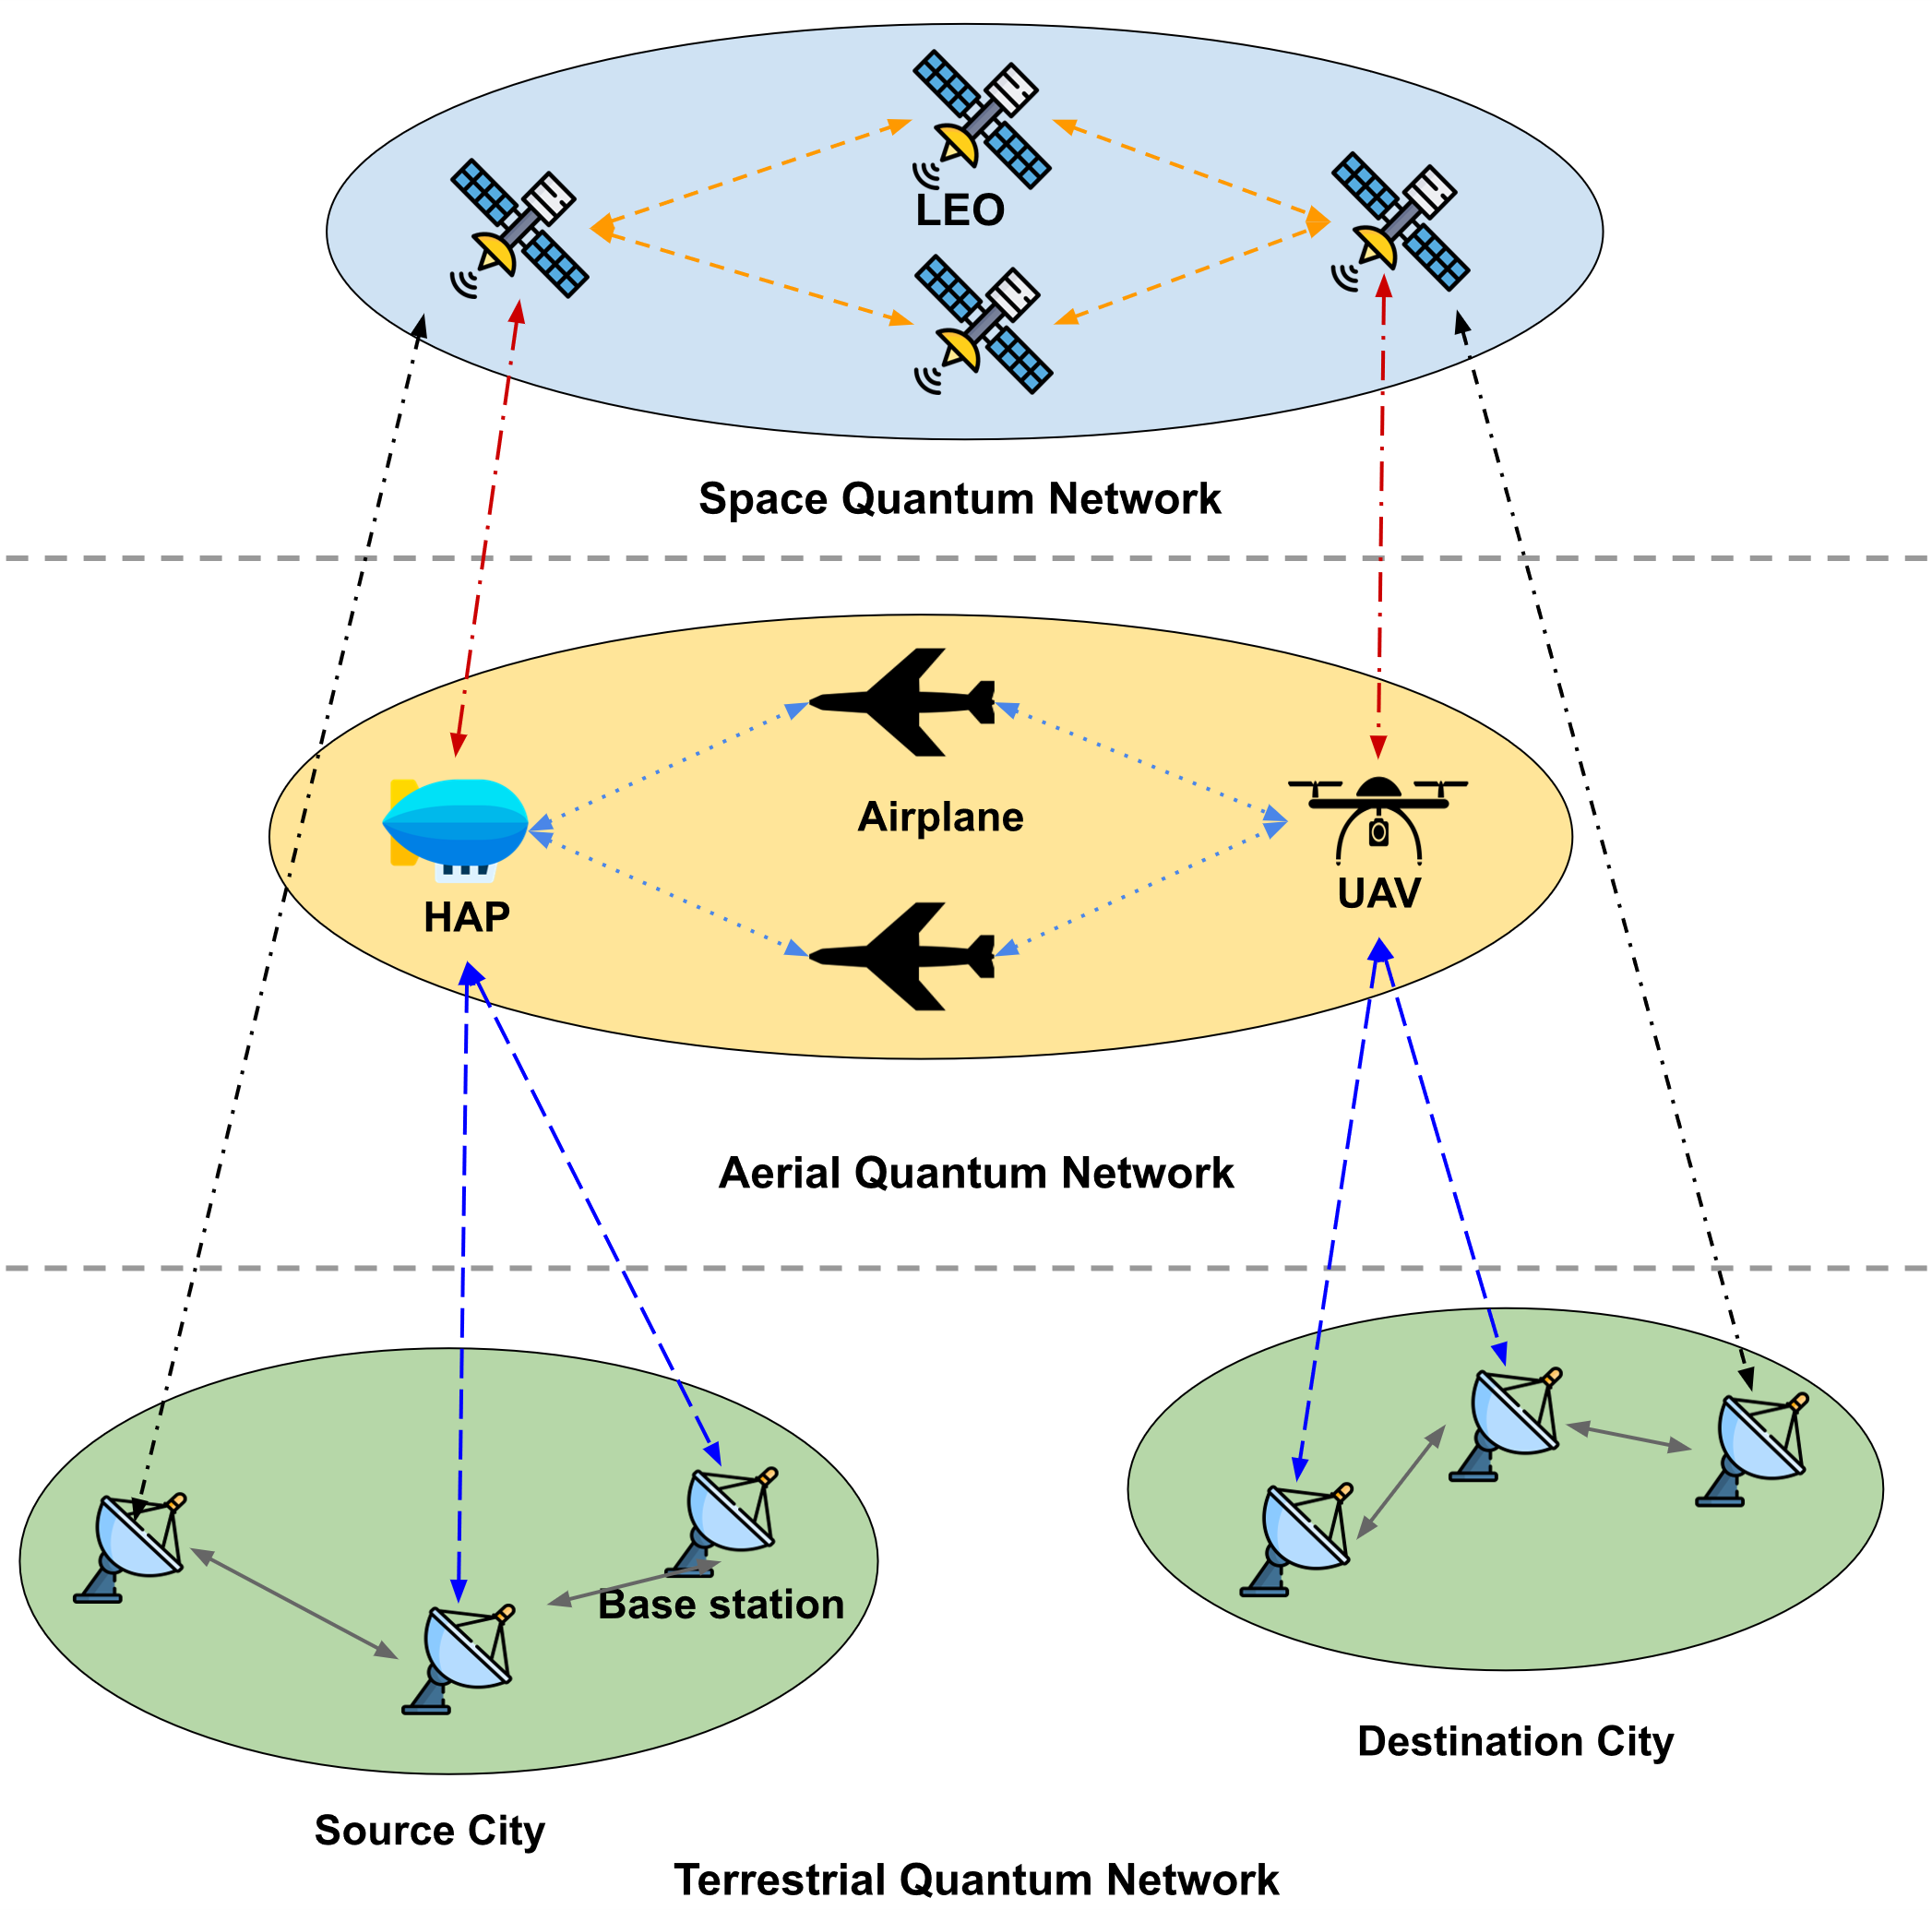 LEO
Space Quantum Network
Airplane
UAV
HAP
Aerial Quantum Network
Base station
Destination City
Source City
Terrestrial Quantum Network